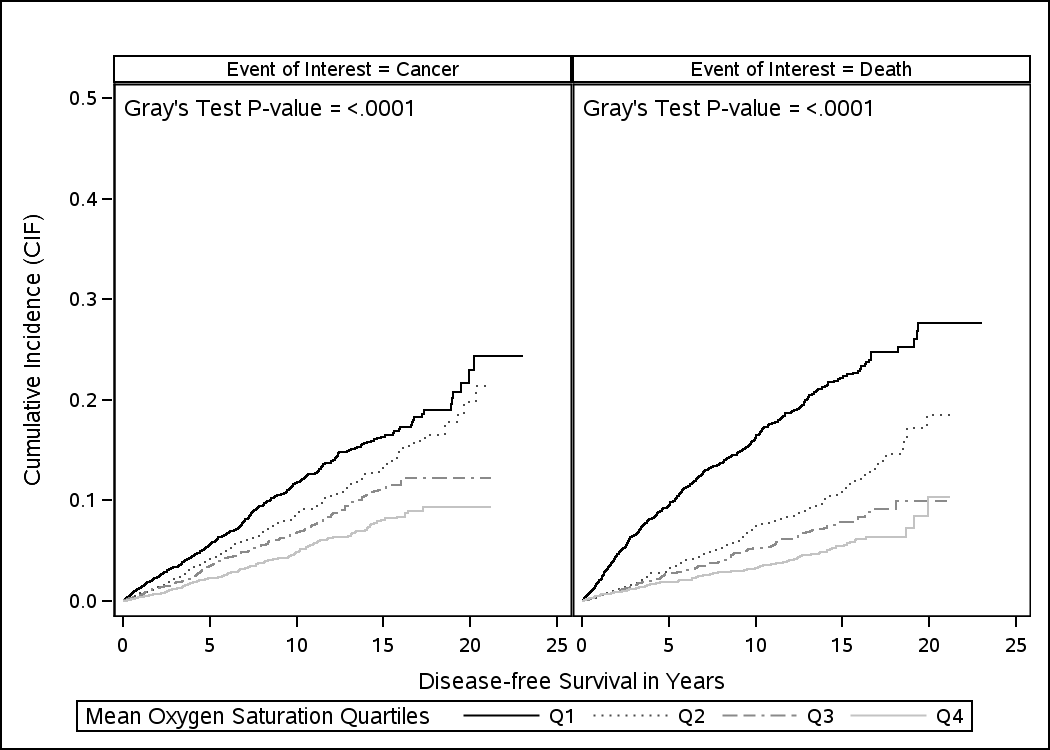 Event of Interest = Cancer
Event of Interest = Death
Gray's Test P-value = <.0001
Gray's Test P-value = <.0001
Cumulative Incidence (CIF)
0.5
0.4
0.3
0.2
0.1
0.0
0 5 10 15 20 25
0 5 10 15 20 25
Disease-free Survival in Years
Mean Oxygen Saturation Quartiles Q1 Q2 Q3 Q4